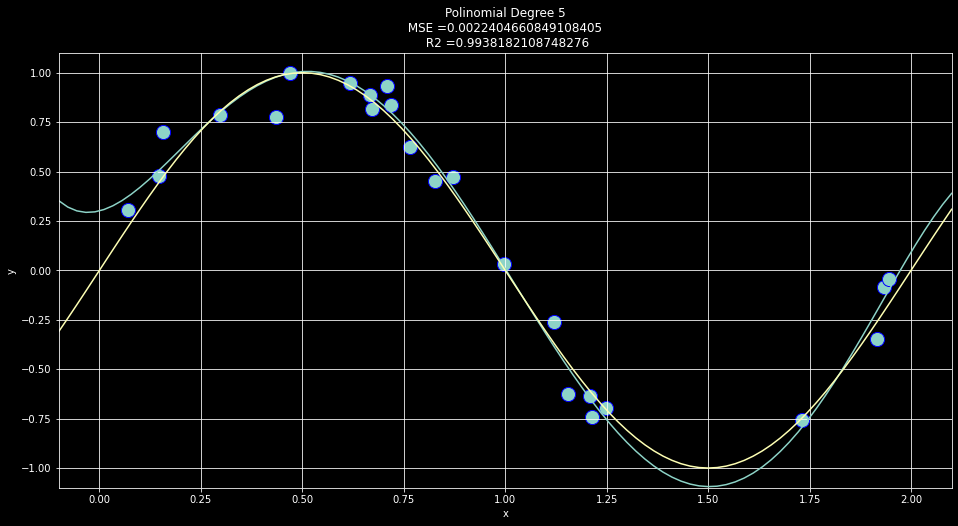 Polinomial Degree 5
MSE =0.0022404660849108405
R2 =0.9938182108748276
1.00
0.75
0.50
0.25
0.00
−0.25
−0.50
−0.75
−1.00
y
0.00 0.25 0.50 0.75 1.00 1.25 1.50 1.75 2.00
x